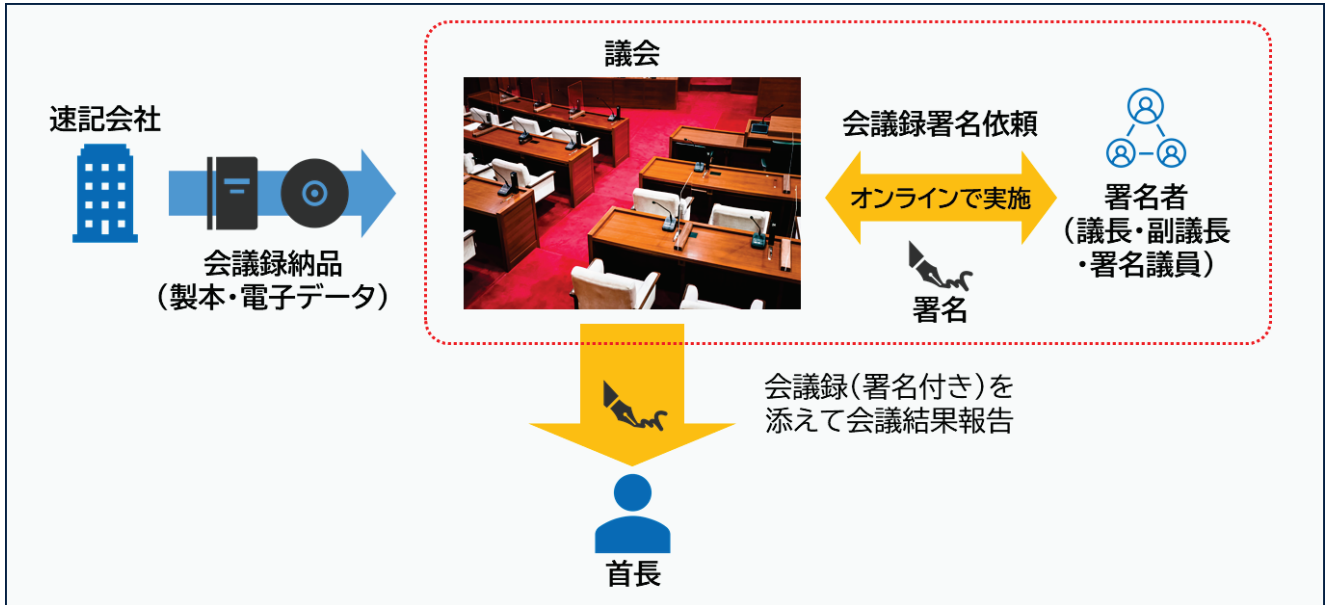 議会
速記会社
会議録納品
（製本・電子データ）
会議録署名依頼
オンラインで実施
署名
署名者
（議長・副議長
・署名議員）
会議録（署名付き）を
添えて会議結果報告
首長